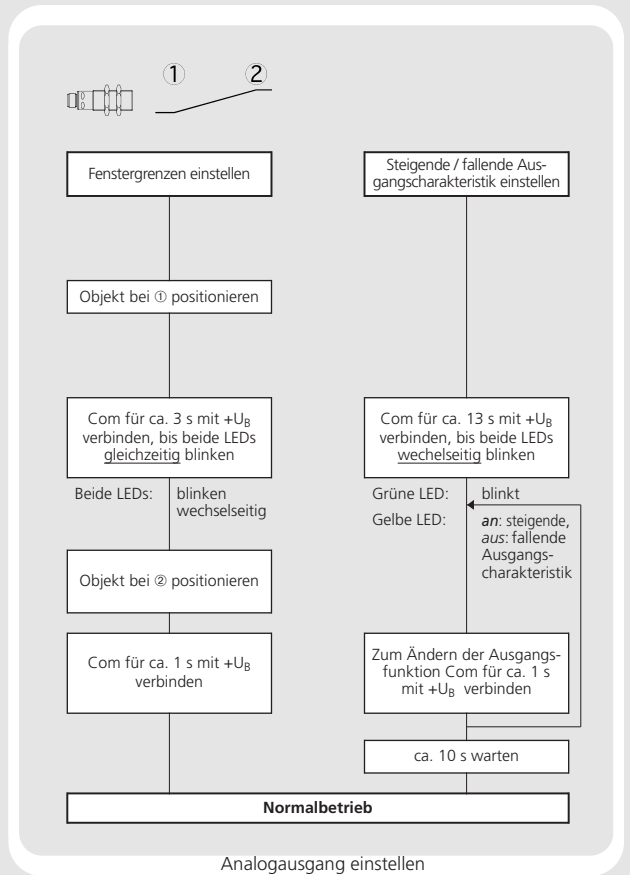 ① ②
Fenstergrenzen einstellen
Objekt bei ① positionieren
Com für ca. 3 s mit +UB
verbinden, bis beide LEDs
gleichzeitig blinken
Beide LEDs: blinken
wechselseitig
Objekt bei ② positionieren
Com für ca. 1 s mit +UB
verbinden
Steigende / fallende Aus-
gangscharakteristik einstellen
Com für ca. 13 s mit +UB
verbinden, bis beide LEDs
wechelseitig blinken
Grüne LED: blinkt
Gelbe LED: an: steigende,
aus: fallende
Ausgangs-
charakteristik
Zum Ändern der Ausgangs-
funktion Com für ca. 1 s
mit +UB verbinden
ca. 10 s warten
Normalbetrieb
Analogausgang einstellen